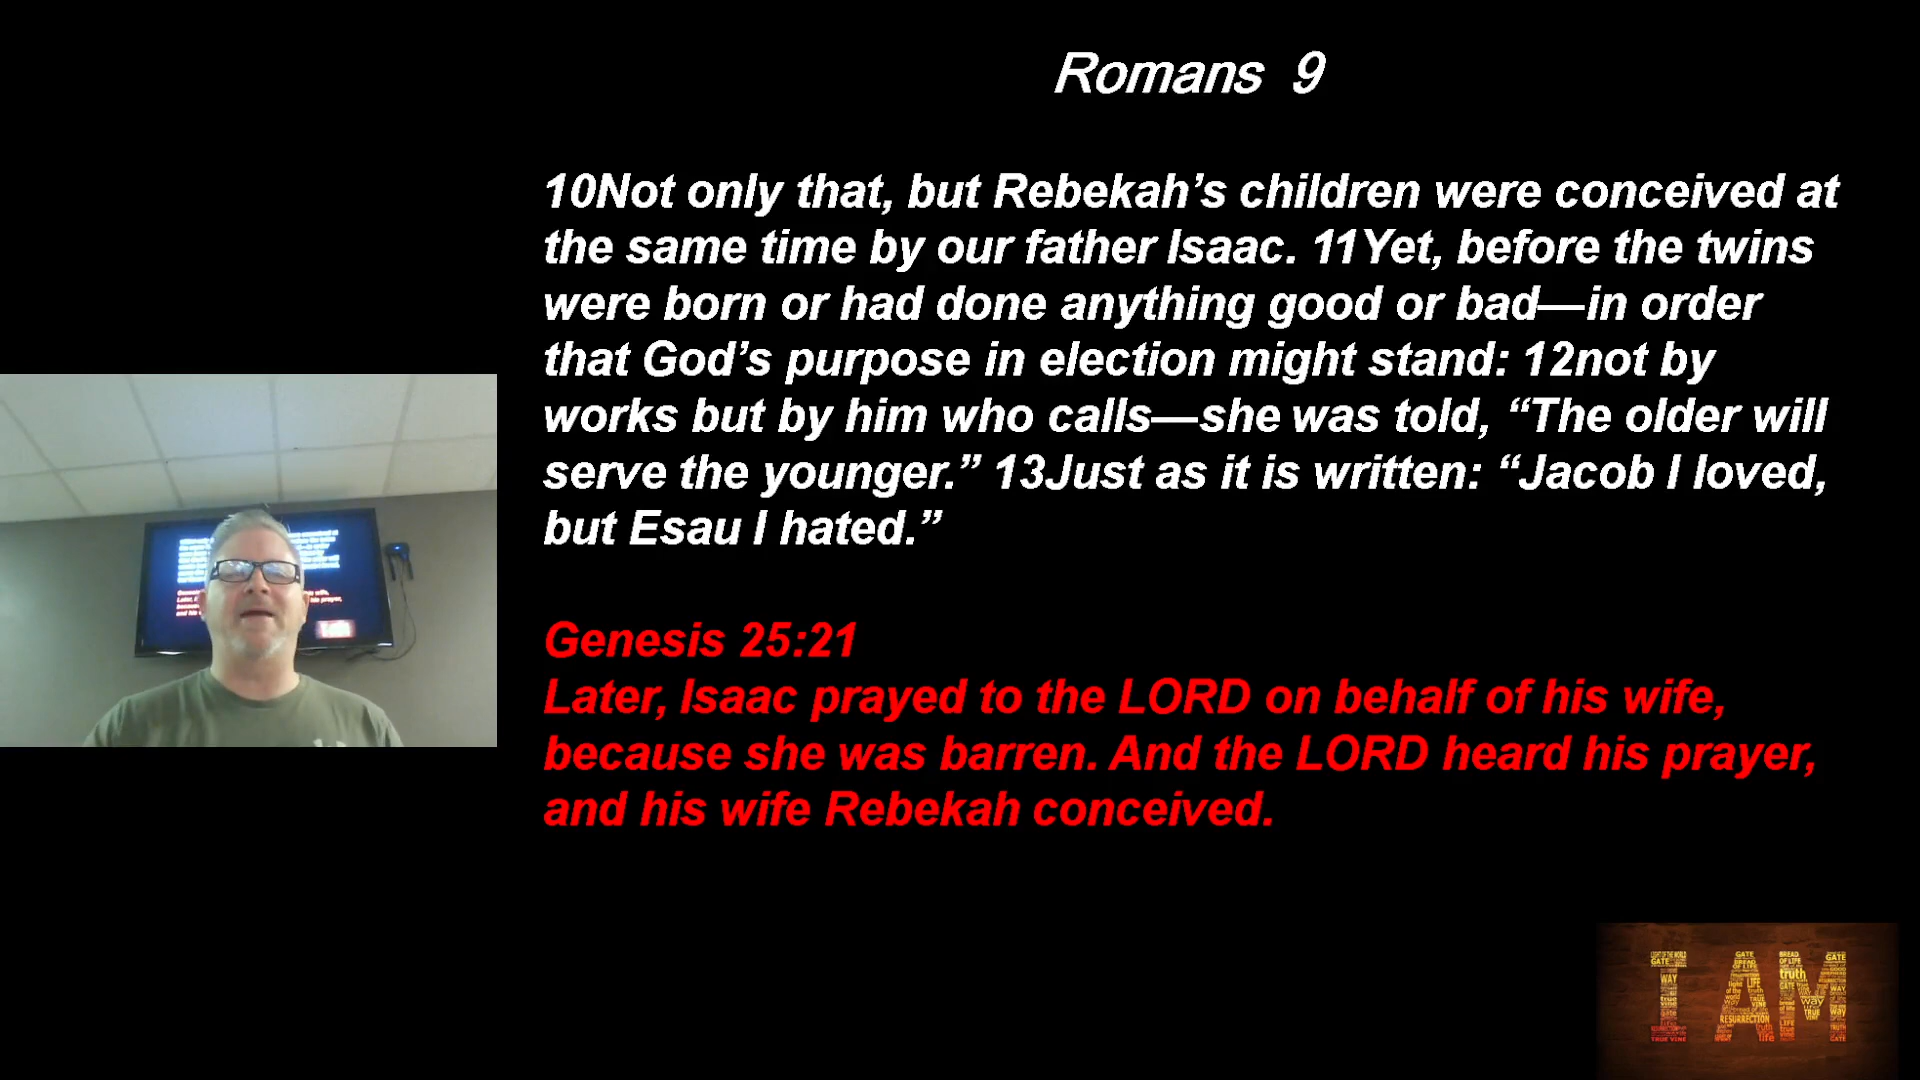 Romans 9
10Not only that, but Rebekah’s children were conceived at
the same time by our father Isaac. 11Yet, before the twins
were born or had done anything good or bad—in order
that God’s purpose in election might stand: 12not by
works but by him who calls—she was told, “The older will
serve the younger.” 13Just as it is written: “Jacob I loved,
but Esau I hated.”
Genesis 25:21
Later, Isaac prayed to the LORD on behalf of his wife,
because she was barren. And the LORD heard his prayer,
and his wife Rebekah conceived.
I AM